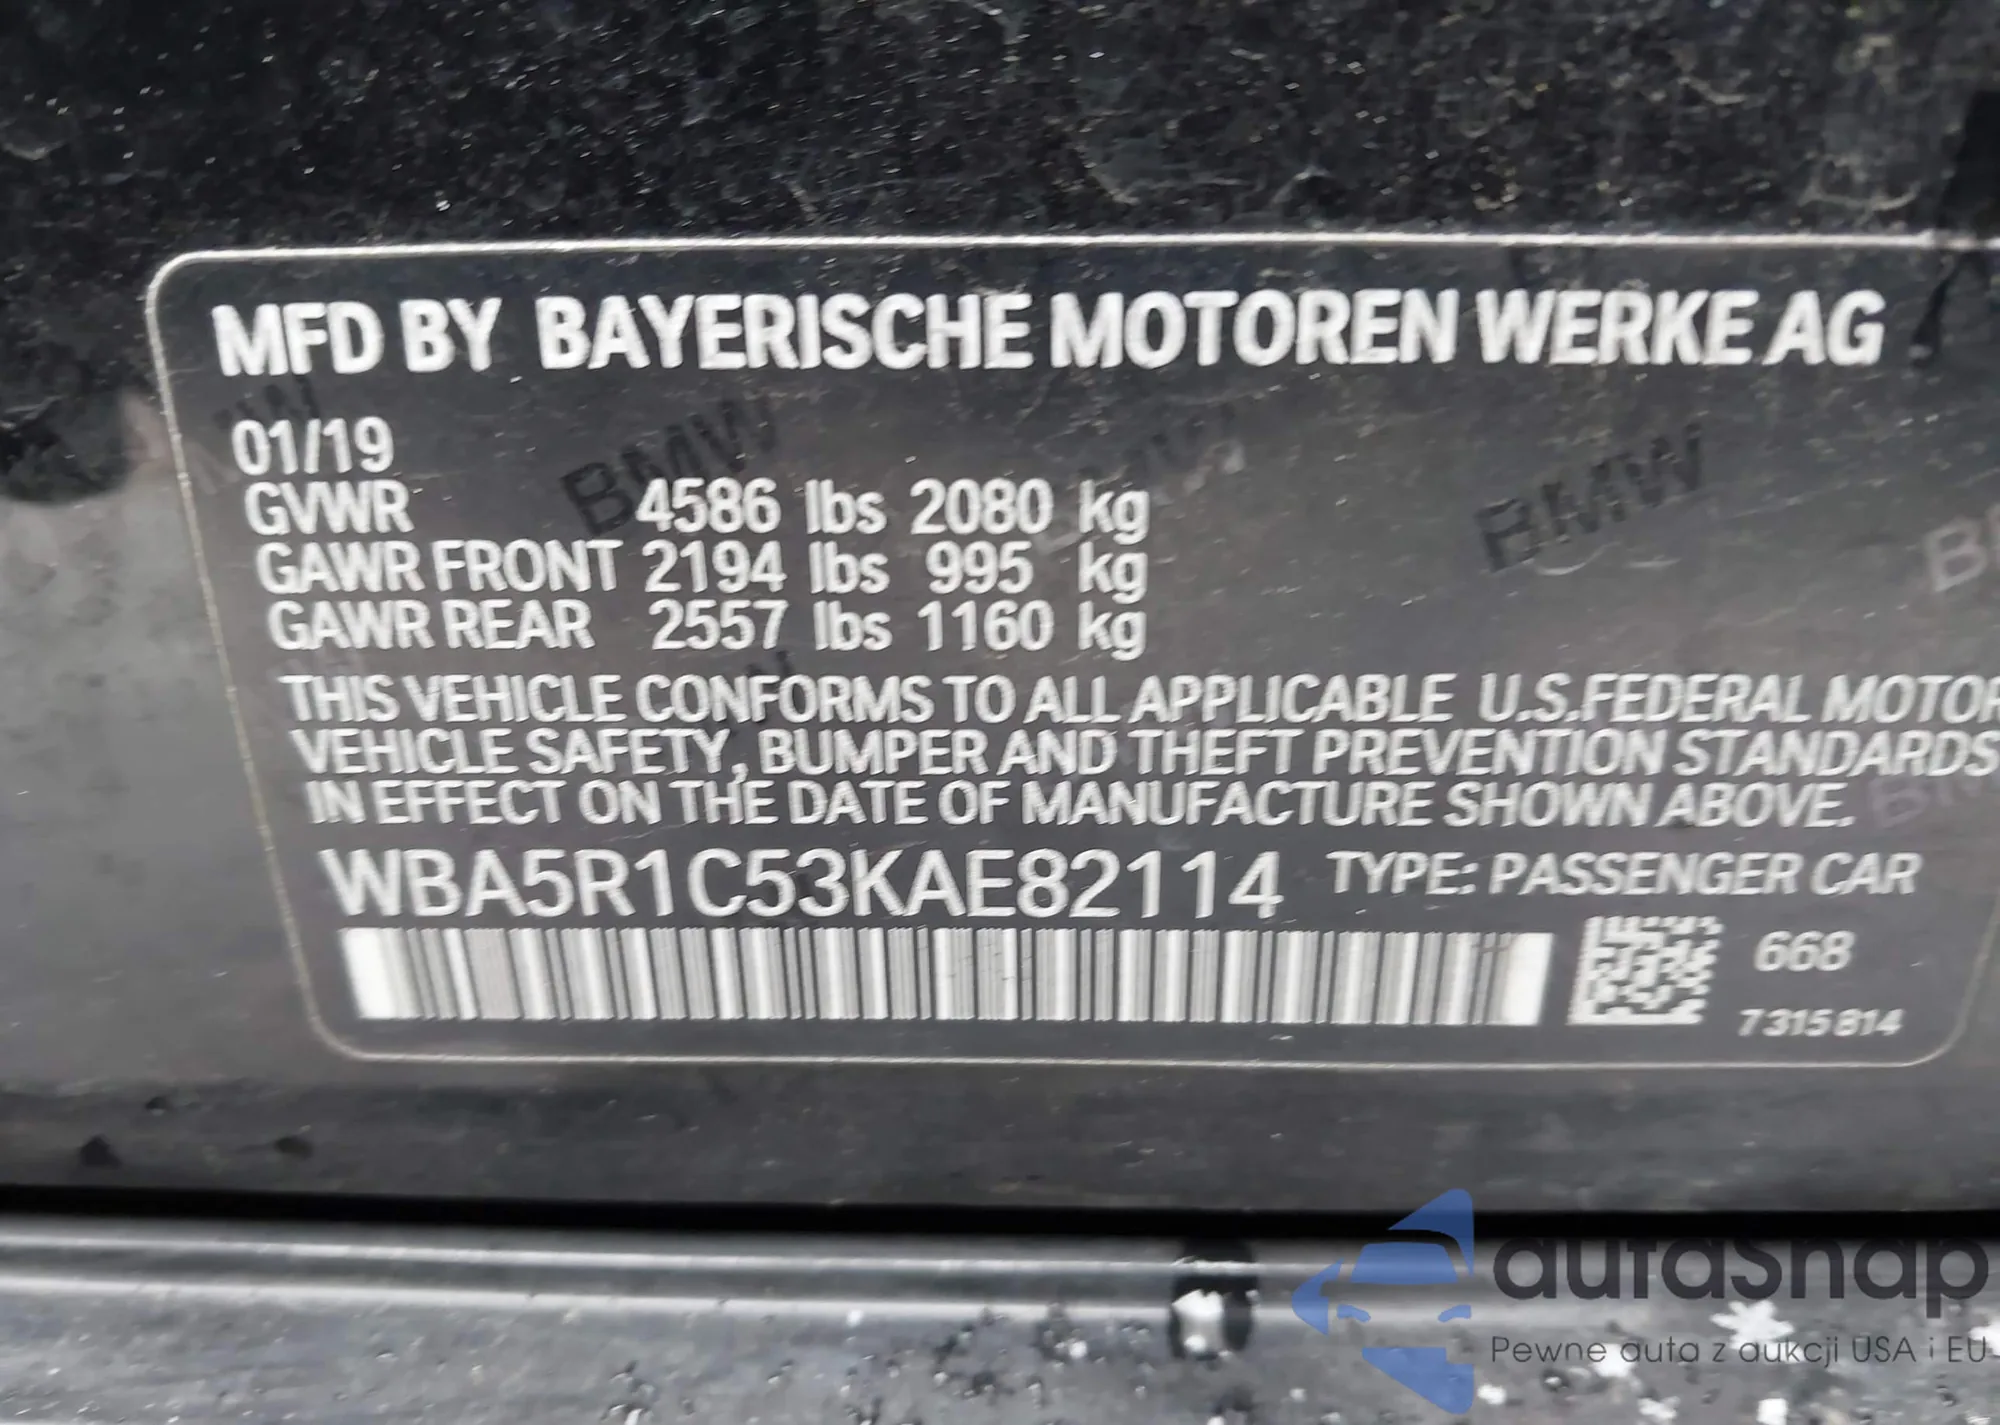 MFD BY BAYERISCHE MOTOREN WERKE AG
01/19
GVWR 4586 lbs 2080 kg
GAWR FRONT 2194 lbs 995 kg
GAWR REAR 2557 lbs 1160 kg
THIS VEHICLE CONFORMS TO ALL APPLICABLE U.S.FEDERAL MOTOR
VEHICLE SAFETY, BUMPER AND THEFT PREVENTION STANDARDS
IN EFFECT ON THE DATE OF MANUFACTURE SHOWN ABOVE.
WBA5R1C53KAE82114 TYPE: PASSENGER CAR
668
7315814
BMW
BMW
autaSnap
Pewne auta z aukcji USA i EU